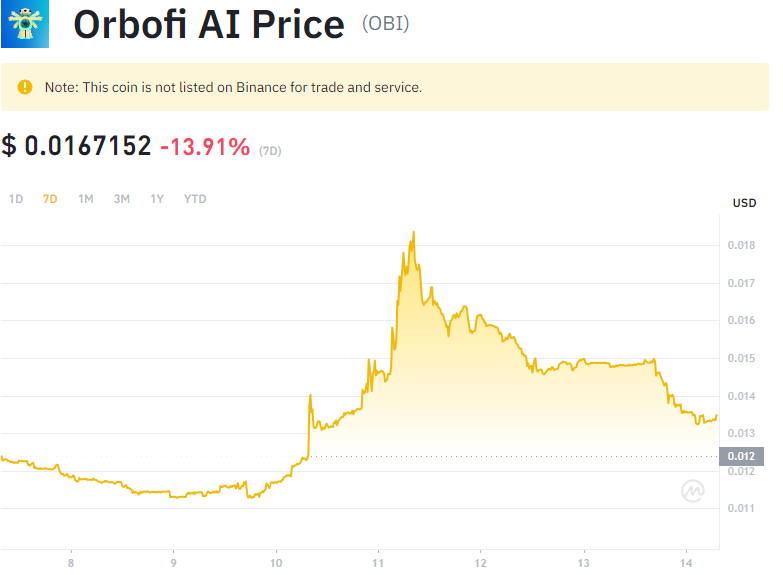 Orbofi AI Price (OBI)
Note: This coin is not listed on Binance for trade and service.
$ 0.0167152 -13.91% (7D)
1D 7D 1M 3M 1Y YTD
USD
0.018
0.017
0.016
0.015
0.014
0.013
0.012
0.012
0.011
8 9 10 11 12 13 14